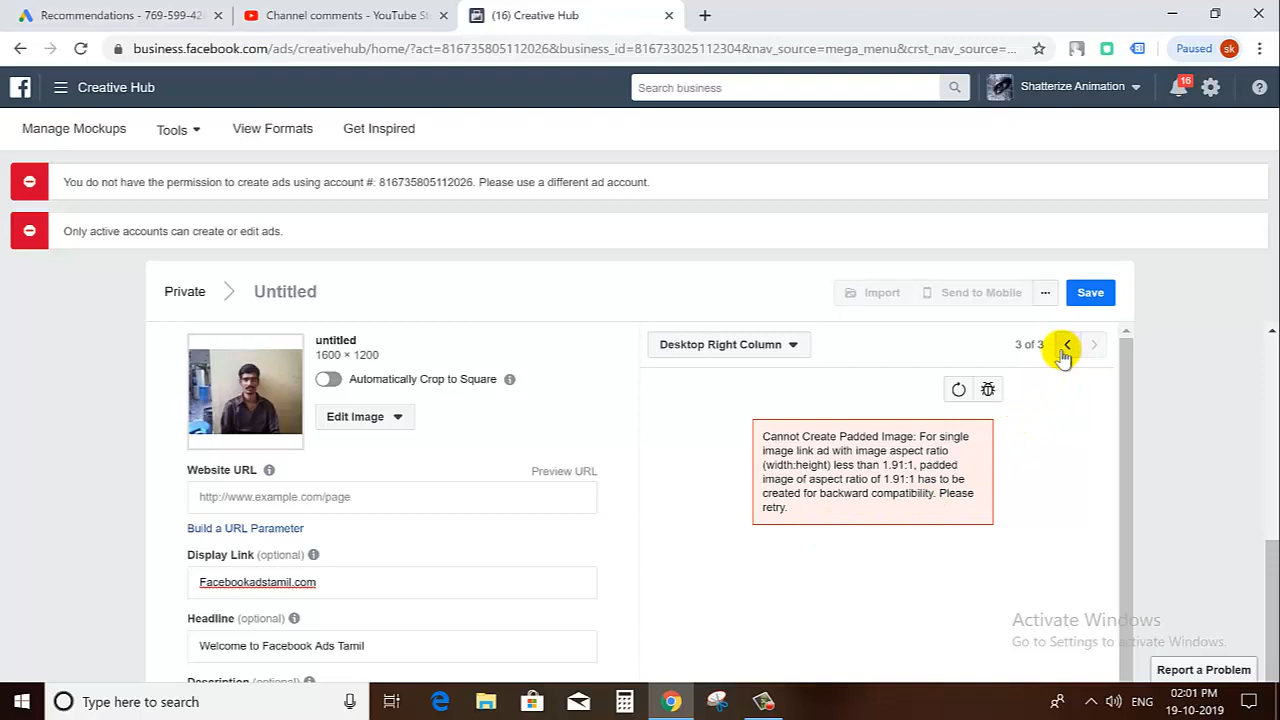 Recommendations - 769-599-42
Channel comments - YouTube St
(16) Creative Hub
business.facebook.com/ads/creativehub/home/?act=816735805112026&business_id=816733025112304&nav_source=mega_menu&crst_nav_source=...
Paused
sk
Creative Hub
Search business
Shatterize Animation
16
Manage Mockups
Tools
View Formats
Get Inspired
You do not have the permission to create ads using account #: 816735805112026. Please use a different ad account.
Only active accounts can create or edit ads.
Private
Untitled
Import
Send to Mobile
...
Save
untitled
1600 × 1200
Automatically Crop to Square
Edit Image
Website URL
Preview URL
http://www.example.com/page
Build a URL Parameter
Display Link (optional)
Facebookadstamil.com
Headline (optional)
Welcome to Facebook Ads Tamil
Description (optional)
Desktop Right Column
3 of 3
Cannot Create Padded Image: For single
image link ad with image aspect ratio
(width:height) less than 1.91:1, padded
image of aspect ratio of 1.91:1 has to be
created for backward compatibility. Please
retry.
Activate Windows
Go to Settings to activate Windows.
Report a Problem
Type here to search
ENG
02:01 PM
19-10-2019